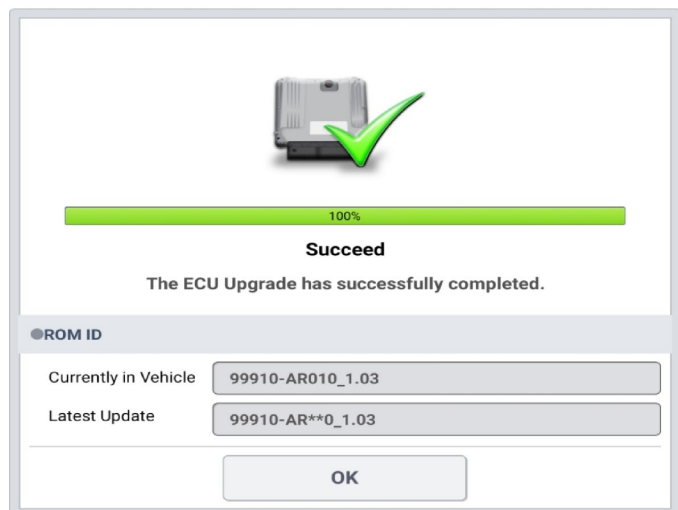 100%
Succeed
The ECU Upgrade has successfully completed.
ROM ID
Currently in Vehicle 99910-AR010_1.03
Latest Update 99910-AR**0_1.03
OK